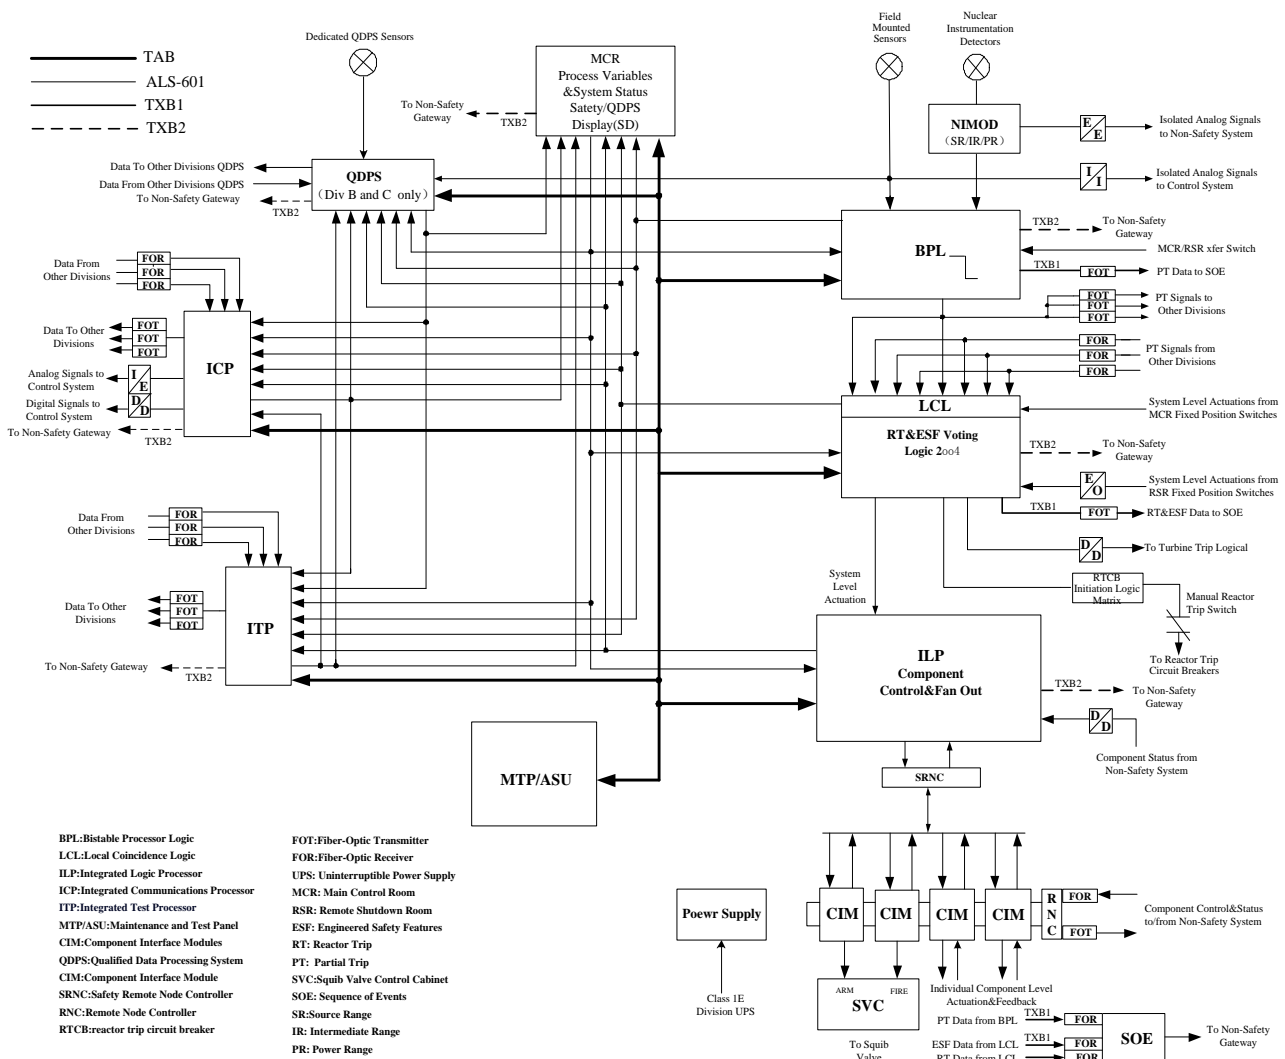 TAB
ALS-601
TXB1
TXB2
Dedicated QDPS Sensors
MCR
Process Variables
&System Status
Satety/QDPS
Display(SD)
To Non-Safety
Gateway
TXB2
Field
Mounted
Sensors
Nuclear
Instrumentation
Detectors
NIMOD
(SR/IR/PR)
E
E
Isolated Analog Signals
to Non-Safety System
I
I
Isolated Analog Signals
to Control System
Data To Other Divisions QDPS
Data From Other Divisions QDPS
To Non-Safety Gateway
TXB2
QDPS
(Div B and C only)
BPL
TXB2
To Non-Safety
Gateway
MCR/RSR xfer Switch
TXB1
FOT
PT Data to SOE
FOT
FOT
FOT
PT Signals to
Other Divisions
FOR
FOR
FOR
PT Signals from
Other Divisions
Data From
Other Divisions
FOR
FOR
FOR
Data To Other
Divisions
FOT
FOT
FOT
ICP
Analog Signals to
Control System
I
E
Digital Signals to
Control System
D
D
To Non-Safety Gateway
TXB2
LCL
RT&ESF Voting
Logic 2oo4
System Level Actuations from
MCR Fixed Position Switches
TXB2
To Non-Safety
Gateway
E
O
System Level Actuations from
RSR Fixed Position Switches
TXB1
FOT
RT&ESF Data to SOE
D
D
To Turbine Trip Logical
RTCB
Initiation Logic
Matrix
Manual Reactor
Trip Switch
To Reactor Trip
Circuit Breakers
System
Level
Actuation
Data From
Other Divisions
FOR
FOR
FOR
Data To Other
Divisions
FOT
FOT
FOT
ITP
To Non-Safety Gateway
TXB2
ILP
Component
Control&Fan Out
TXB2
To Non-Safety
Gateway
D
D
Component Status from
Non-Safety System
MTP/ASU
SRNC
CIM
CIM
CIM
CIM
R
N
C
FOR
FOT
Component Control&Status
to/from Non-Safety System
Poewr Supply
Class 1E
Division UPS
ARM
FIRE
SVC
To Squib
Valve
Individual Component Level
Actuation&Feedback
PT Data from BPL
TXB1
FOR
ESF Data from LCL
TXB1
FOR
RT Data from LCL
FOR
SOE
To Non-Safety
Gateway
BPL:Bistable Processor Logic
LCL:Local Coincidence Logic
ILP:Integrated Logic Processor
ICP:Integrated Communications Processor
ITP:Integrated Test Processor
MTP/ASU:Maintenance and Test Panel
CIM:Component Interface Modules
QDPS:Qualified Data Processing System
CIM:Component Interface Module
SRNC:Safety Remote Node Controller
RNC:Remote Node Controller
RTCB:reactor trip circuit breaker
FOT:Fiber-Optic Transmitter
FOR:Fiber-Optic Receiver
UPS: Uninterruptible Power Supply
MCR: Main Control Room
RSR: Remote Shutdown Room
ESF: Engineered Safety Features
RT: Reactor Trip
PT: Partial Trip
SVC:Squib Valve Control Cabinet
SOE: Sequence of Events
SR:Source Range
IR: Intermediate Range
PR: Power Range